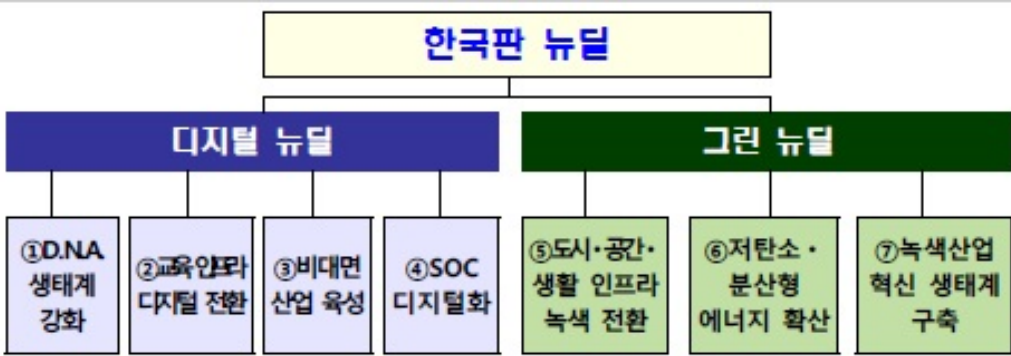 한국판 뉴딜
디지털 뉴딜
그린 뉴딜
①D.N.A.
생태계
강화
②교육인프라
디지털 전환
③비대면
산업 육성
④SOC
디지털화
⑤도시·공간·
생활 인프라
녹색 전환
⑥저탄소·
분산형
에너지 확산
⑦녹색산업
혁신 생태계
구축